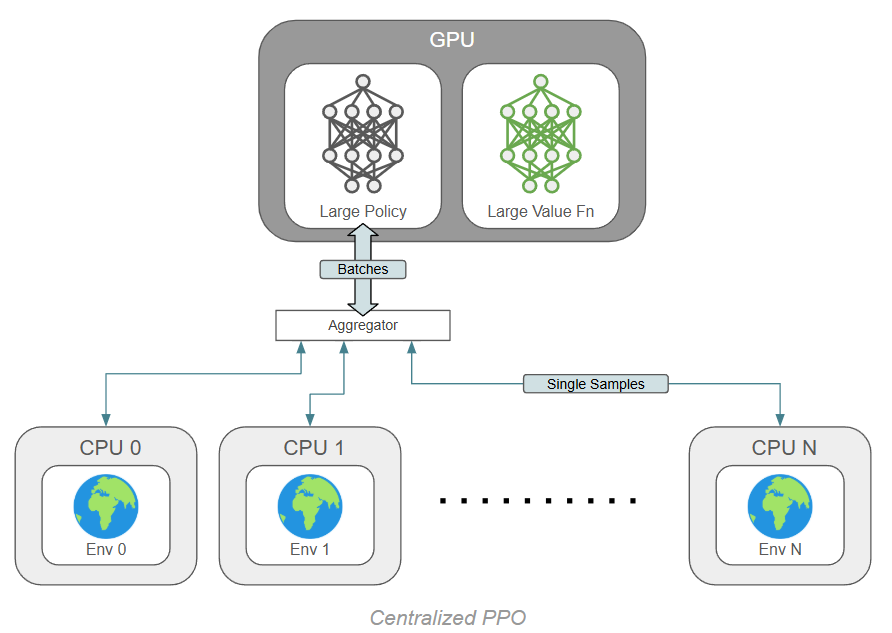 GPU
Large Policy
Large Value Fn
Batches
Aggregator
Single Samples
CPU 0
CPU 1
CPU N
Env 0
Env 1
Env N
Centralized PPO